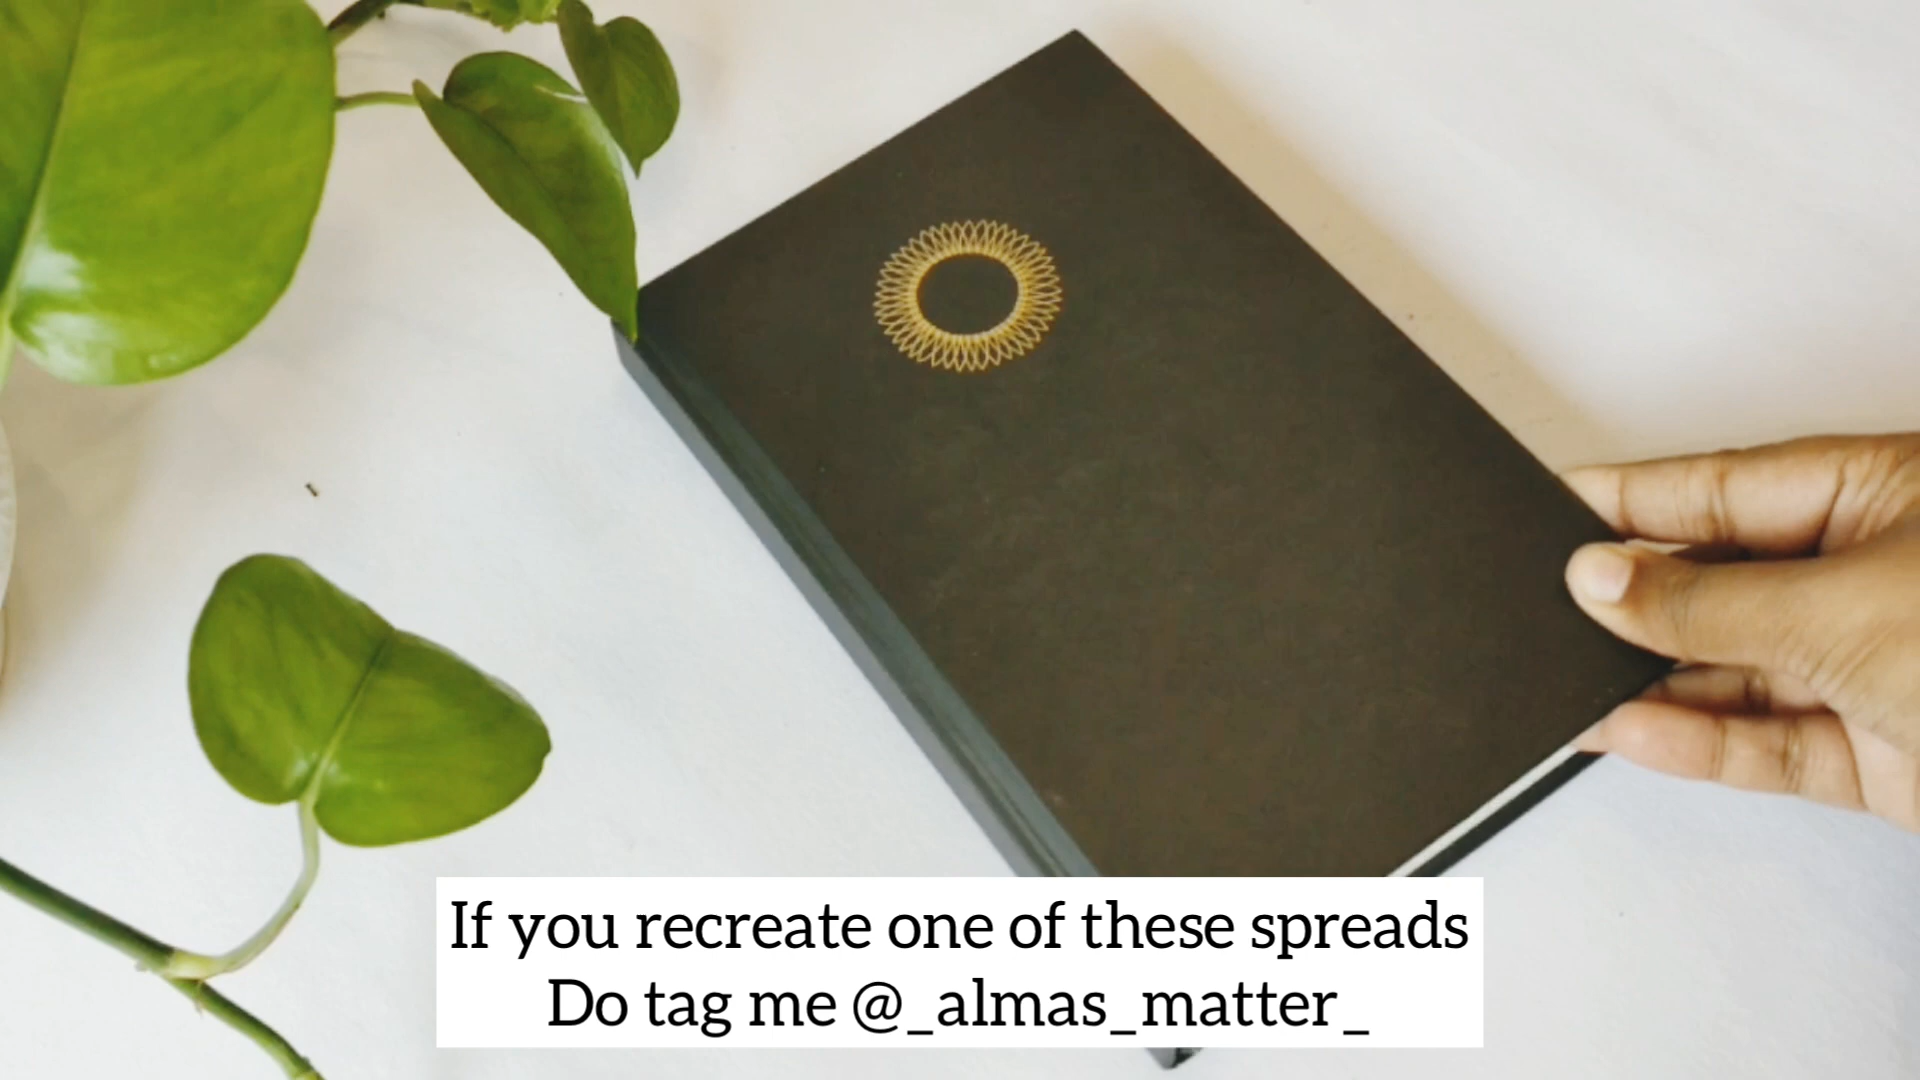 If you recreate one of these spreads
Do tag me @_almas_matter_